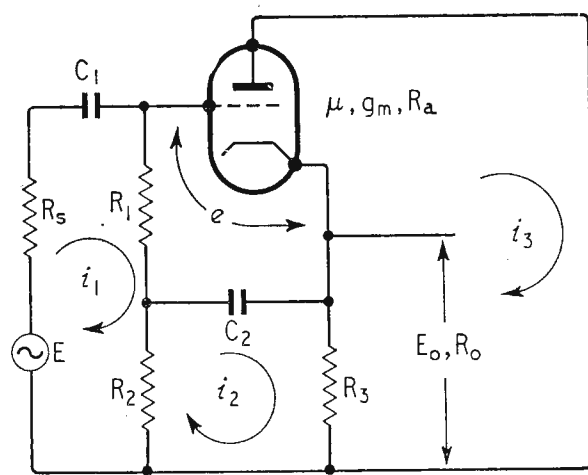 C₁
μ, gₘ, Rₐ
Rₛ
R₁
e
i₃
i₁
C₂
E
R₂
i₂
R₃
Eₒ, Rₒ